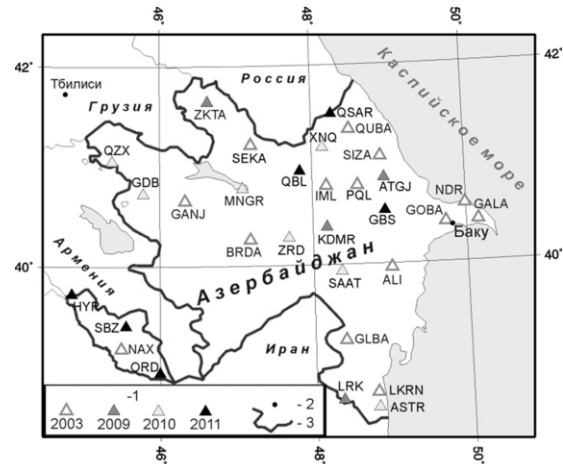 46° 48° 50°
42° 42°
Тбилиси
Россия
Каспийское море
Грузия
ZKTA
QSAR
QUBA
XNQ
SEKA
SIZA
QZX
QBL
ATGJ
GDB
MNGR
IML
PQL
NDR
GALA
GANJ
GBS
GOBA
Баку
KDMR
BRDA
ZRD
Азербайджан
Армения
40° 40°
SAAT
ALI
HYR
SBZ
Иран
GLBA
NAX
ORD
LRK
LKRN
ASTR
-1
2003 2009 2010 2011
- 2
- 3
46° 48° 50°